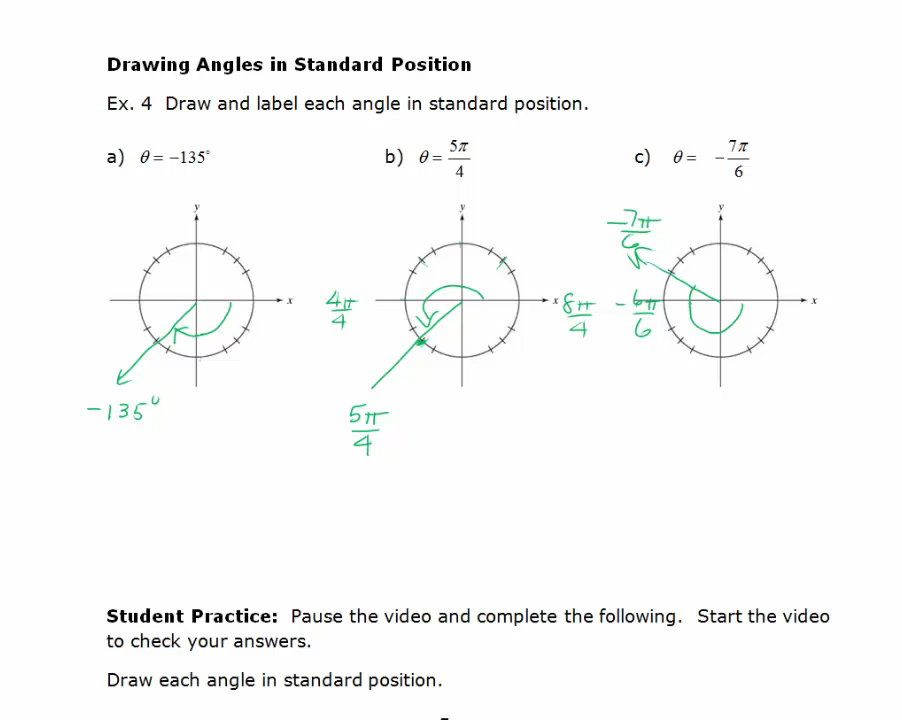 Drawing Angles in Standard Position
Ex. 4 Draw and label each angle in standard position.
a) θ = −135° b) θ = 5π/4 c) θ = −7π/6
y y y
−7π/6
x x x
4π/4 8π/4 −6π/6
−135°
5π/4
Student Practice: Pause the video and complete the following. Start the video
to check your answers.
Draw each angle in standard position.